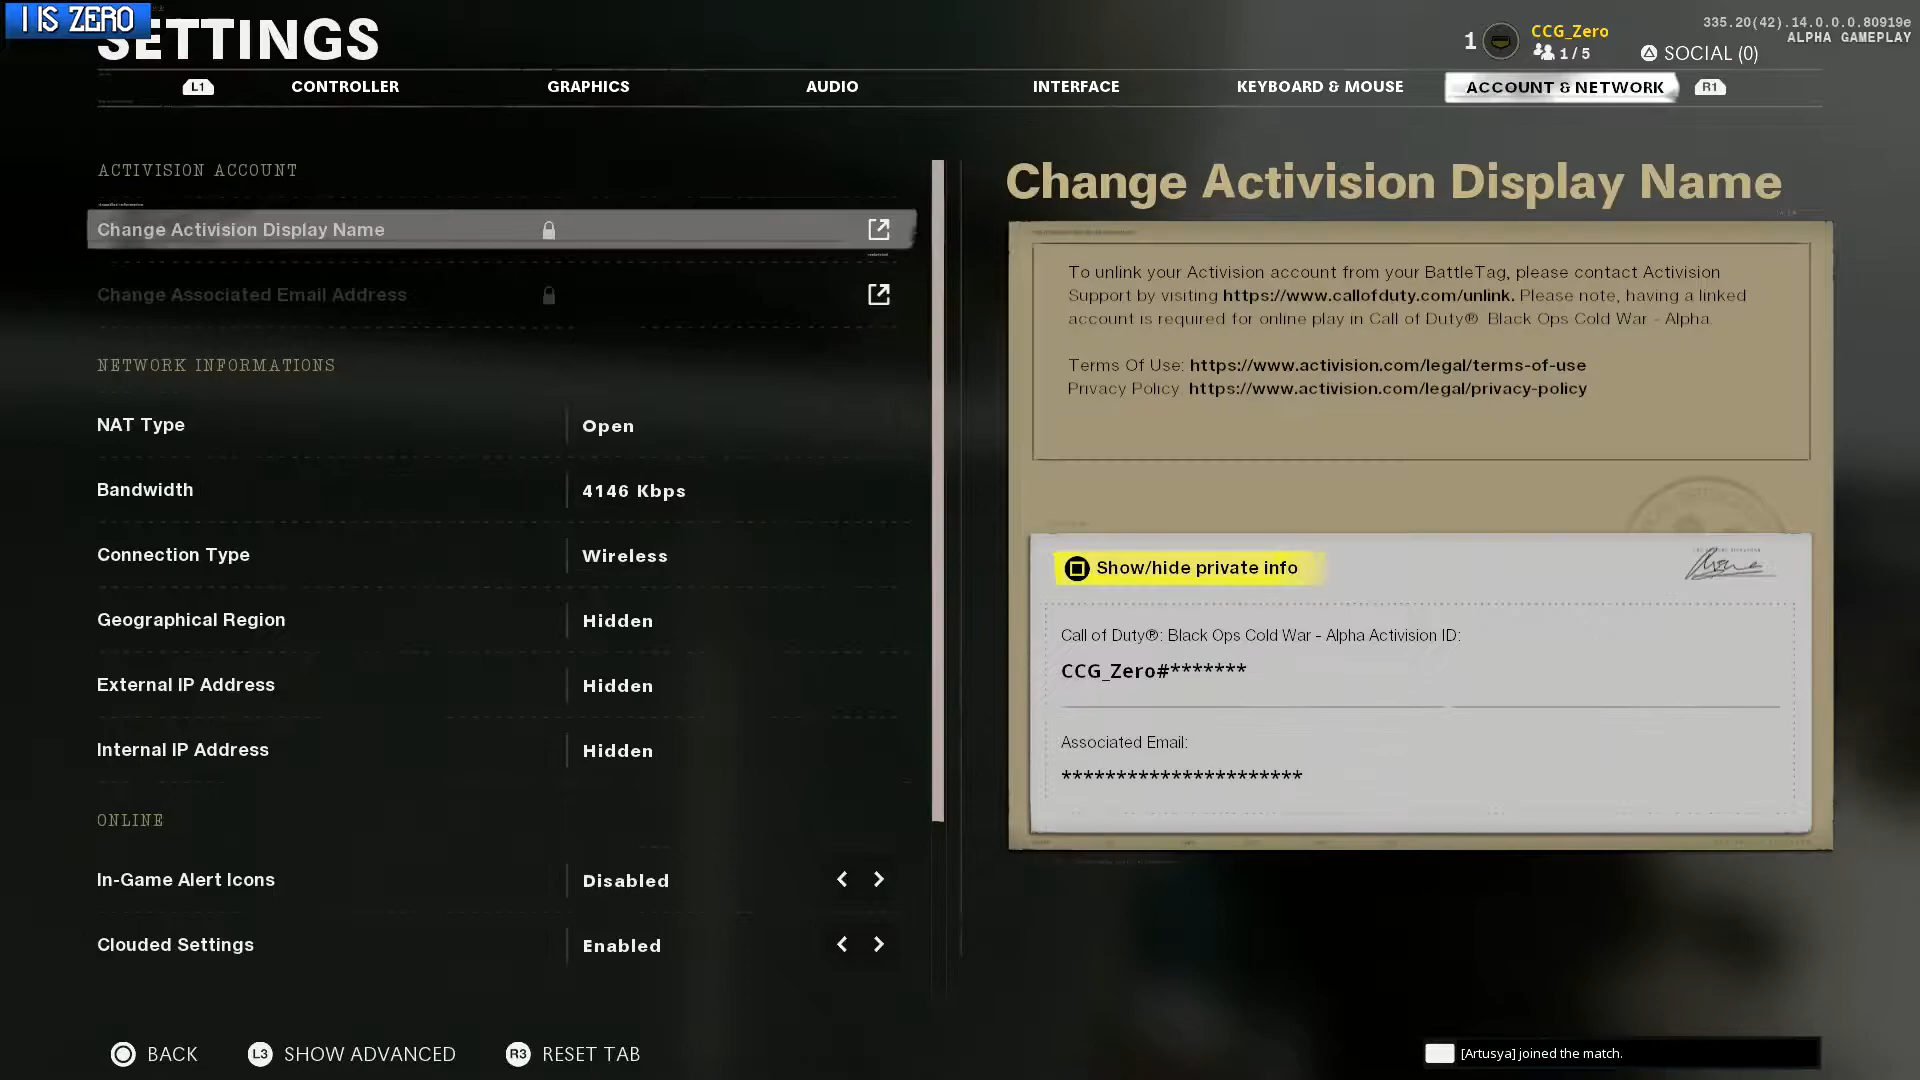 I IS ZERO
SETTINGS
1
CCG_Zero
1 / 5
SOCIAL (0)
335.20(42).14.0.0.0.80919e
ALPHA GAMEPLAY
L1
CONTROLLER
GRAPHICS
AUDIO
INTERFACE
KEYBOARD & MOUSE
ACCOUNT & NETWORK
R1
ACTIVISION ACCOUNT
Change Activision Display Name
Change Associated Email Address
NETWORK INFORMATIONS
NAT Type
Open
Bandwidth
4146 Kbps
Connection Type
Wireless
Geographical Region
Hidden
External IP Address
Hidden
Internal IP Address
Hidden
ONLINE
In-Game Alert Icons
Disabled
Clouded Settings
Enabled
Change Activision Display Name
To unlink your Activision account from your BattleTag, please contact Activision
Support by visiting https://www.callofduty.com/unlink. Please note, having a linked
account is required for online play in Call of Duty® Black Ops Cold War - Alpha.
Terms Of Use: https://www.activision.com/legal/terms-of-use
Privacy Policy: https://www.activision.com/legal/privacy-policy
Show/hide private info
Call of Duty®: Black Ops Cold War - Alpha Activision ID:
CCG_Zero#*******
Associated Email:
**********************
BACK
L3 SHOW ADVANCED
R3 RESET TAB
[Artusya] joined the match.